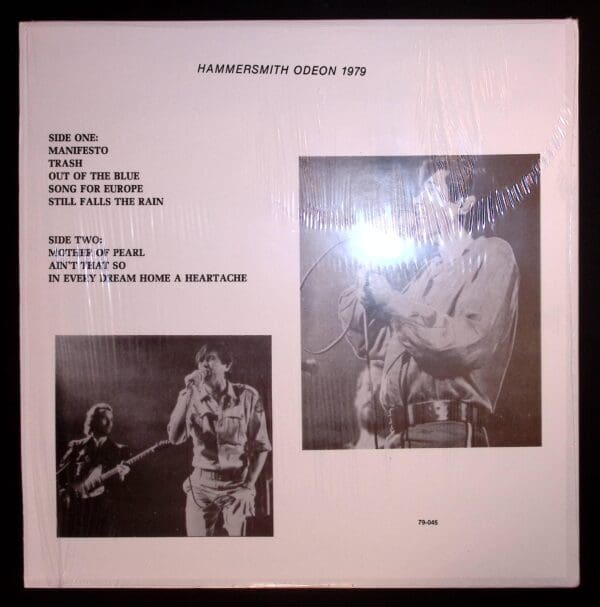 HAMMERSMITH ODEON 1979
SIDE ONE:
MANIFESTO
TRASH
OUT OF THE BLUE
SONG FOR EUROPE
STILL FALLS THE RAIN
SIDE TWO:
MOTHER OF PEARL
AIN'T THAT SO
IN EVERY DREAM HOME A HEARTACHE
79-045